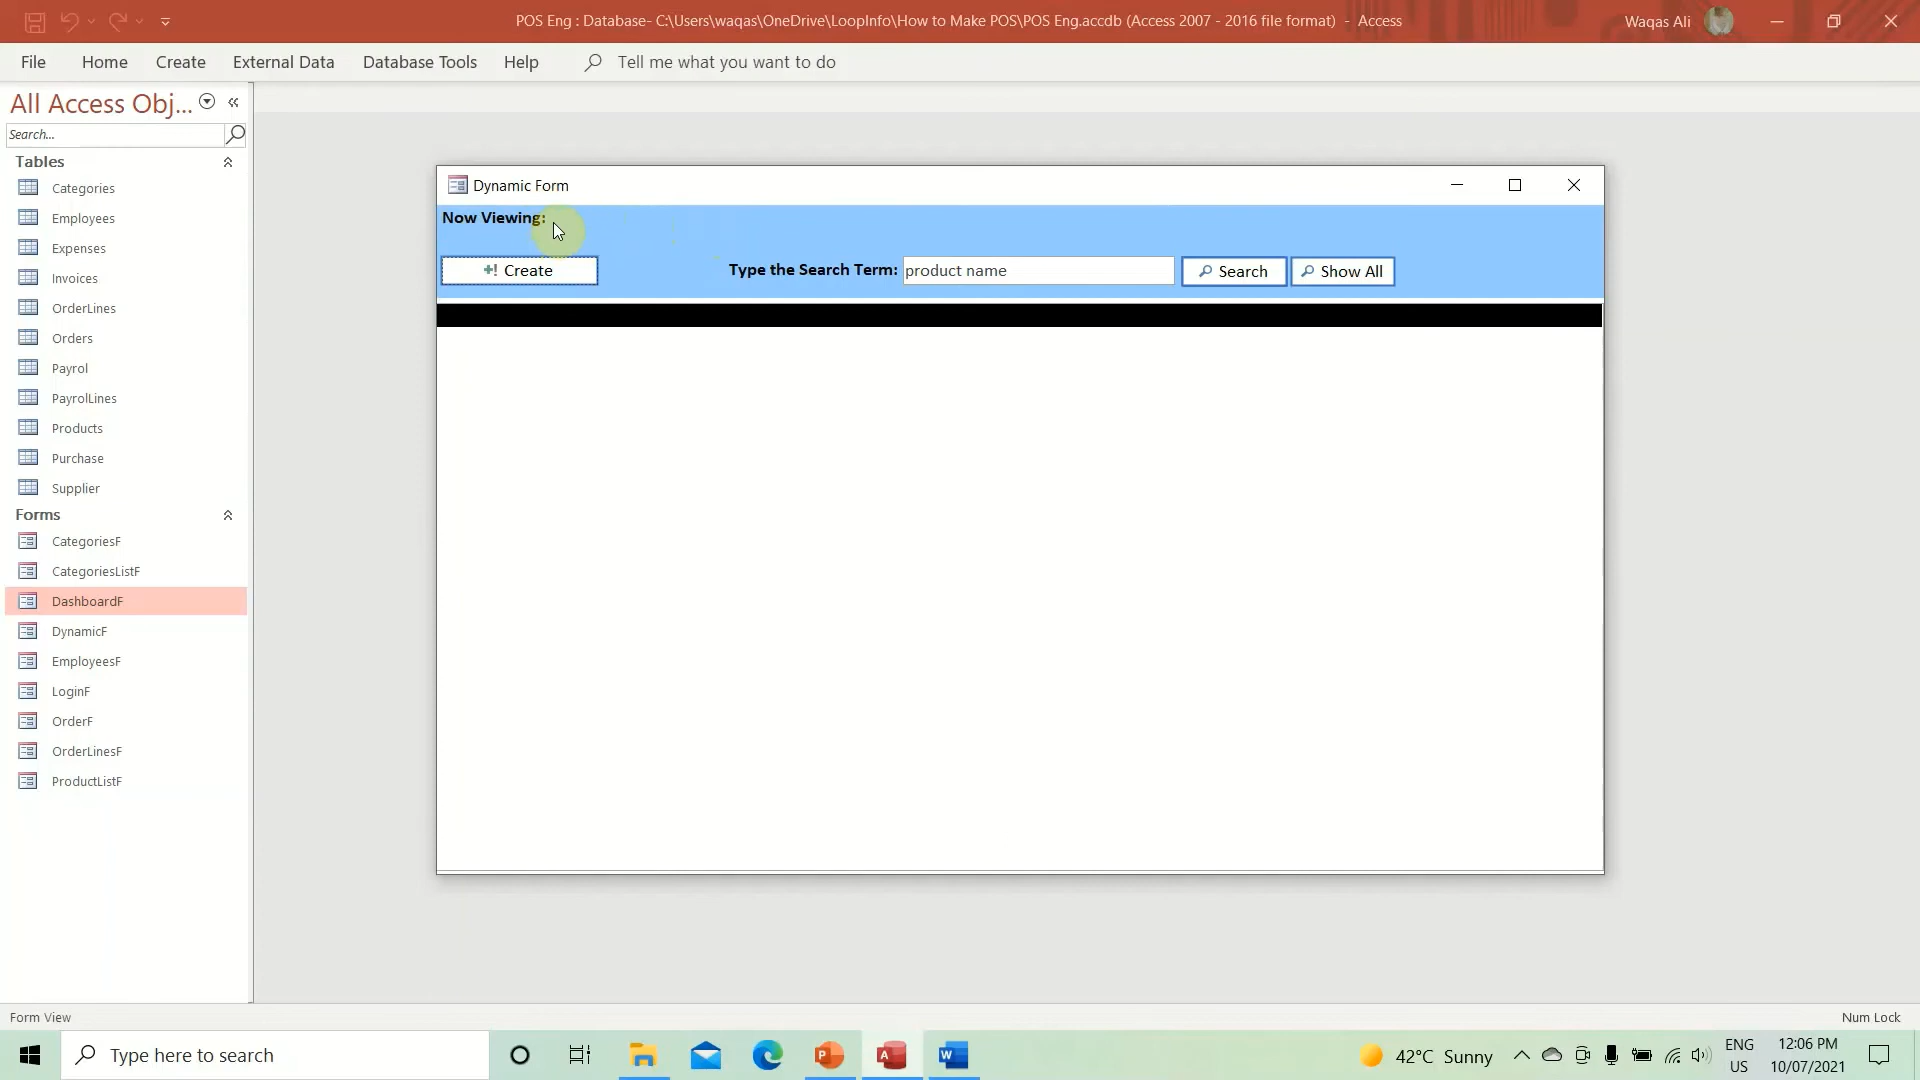 POS Eng : Database- C:\Users\waqas\OneDrive\LoopInfo\How to Make POS\POS Eng.accdb (Access 2007 - 2016 file format) - Access
Waqas Ali
File Home Create External Data Database Tools Help Tell me what you want to do
All Access Obj...
Search...
Tables
Categories
Employees
Expenses
Invoices
OrderLines
Orders
Payrol
PayrolLines
Products
Purchase
Supplier
Forms
CategoriesF
CategoriesListF
DashboardF
DynamicF
EmployeesF
LoginF
OrderF
OrderLinesF
ProductListF
Dynamic Form
Now Viewing:
Create Type the Search Term: product name Search Show All
Form View
Num Lock
Type here to search
42°C Sunny
ENG
US
12:06 PM
10/07/2021